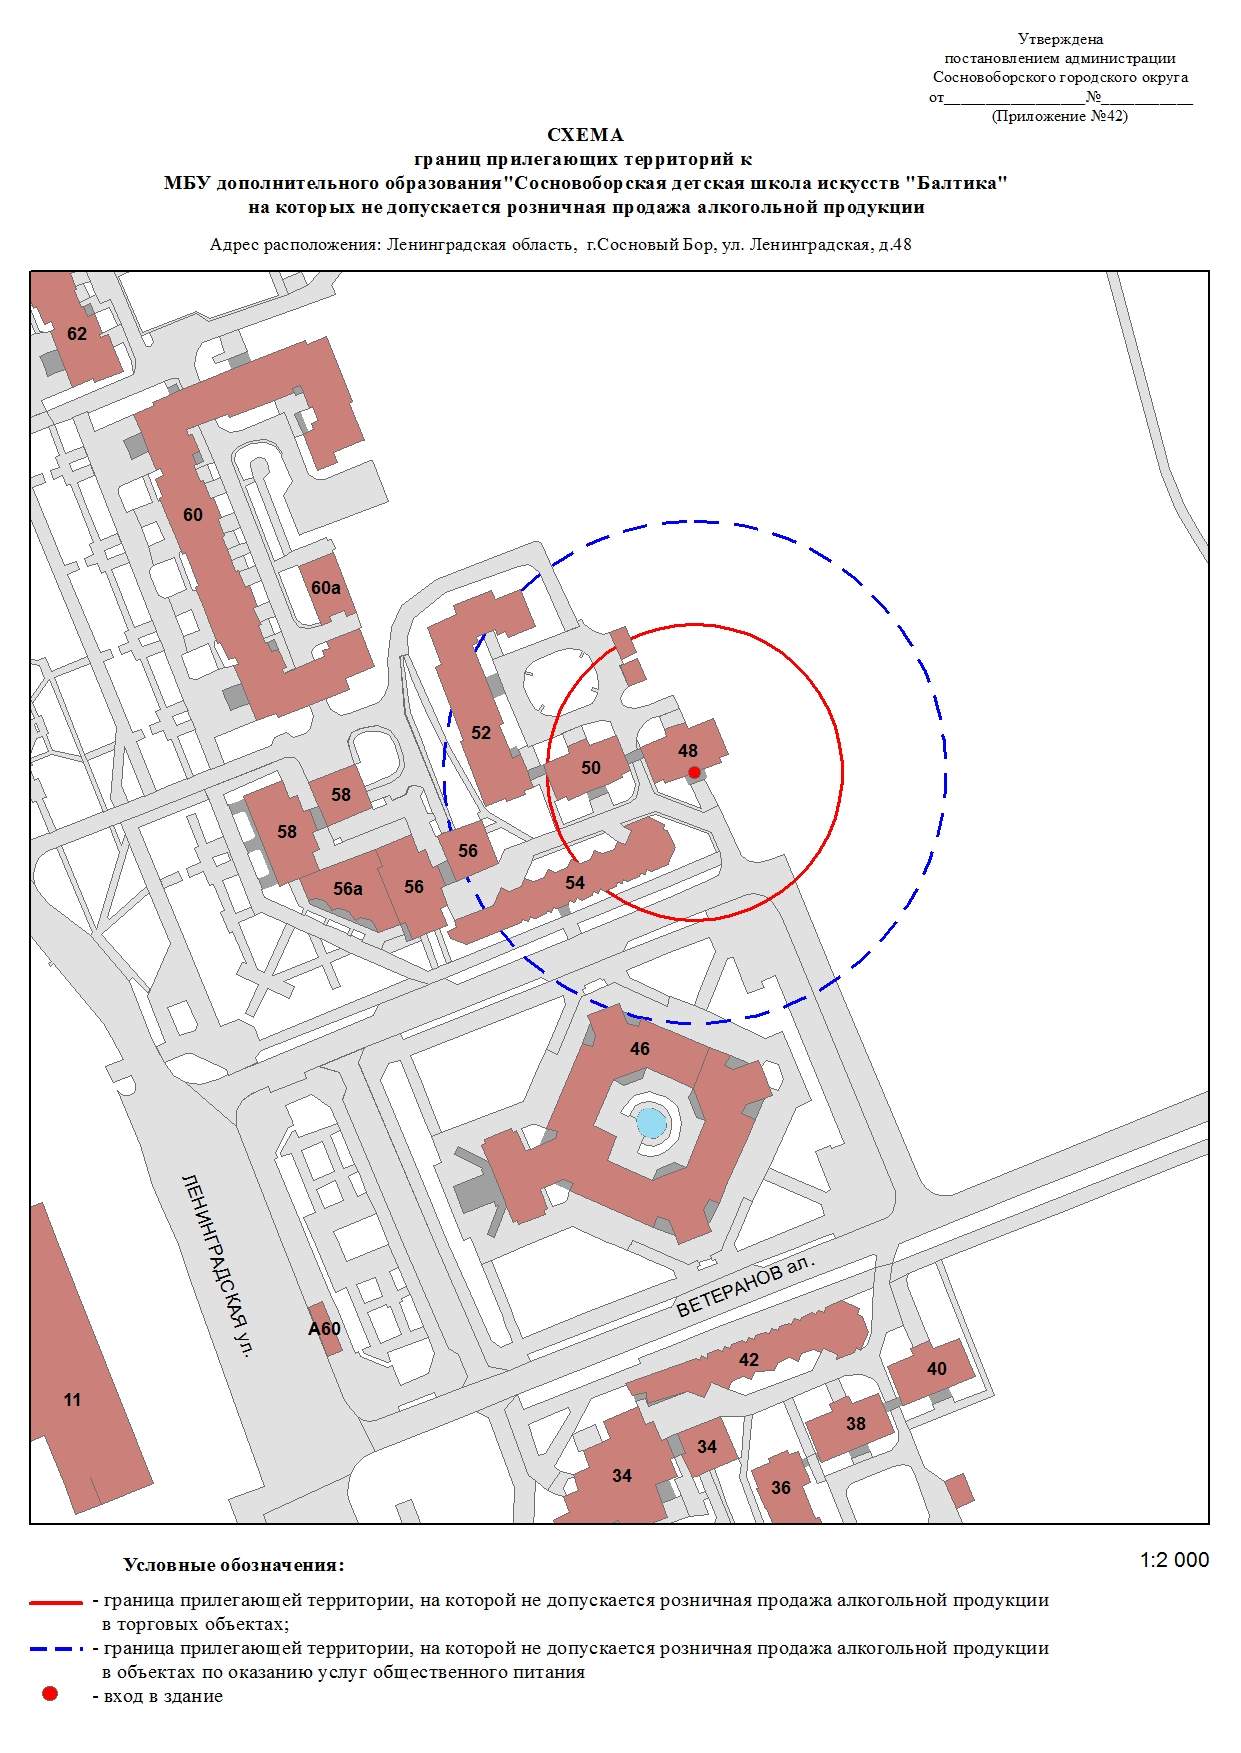 Утверждена
постановлением администрации
Сосновоборского городского округа
от_________________№___________
(Приложение №42)
СХЕМА
границ прилегающих территорий к
МБУ дополнительного образования"Сосновоборская детская школа искусств "Балтика"
на которых не допускается розничная продажа алкогольной продукции
Адрес расположения: Ленинградская область,  г.Сосновый Бор, ул. Ленинградская, д.48
62
60
60а
52
48
50
58
58
56
56а
56
54
46
ЛЕНИНГРАДСКАЯ ул.
ВЕТЕРАНОВ ал.
А60
42
40
11
38
34
34
36
Условные обозначения:
1:2 000
- граница прилегающей территории, на которой не допускается розничная продажа алкогольной продукции
в торговых объектах;
- граница прилегающей территории, на которой не допускается розничная продажа алкогольной продукции
в объектах по оказанию услуг общественного питания
- вход в здание